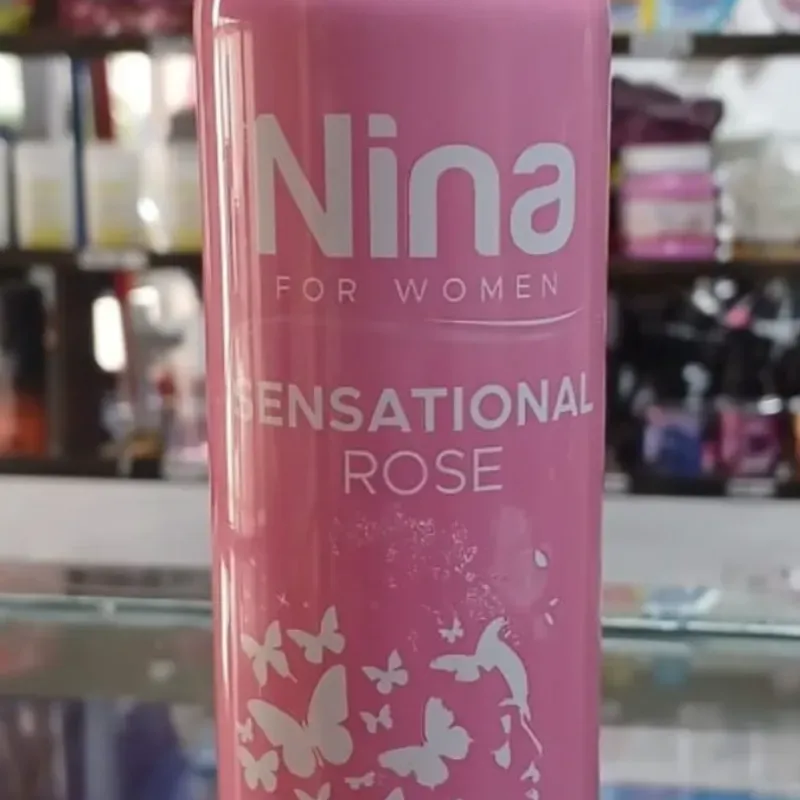 Nina
FOR WOMEN
SENSATIONAL
ROSE